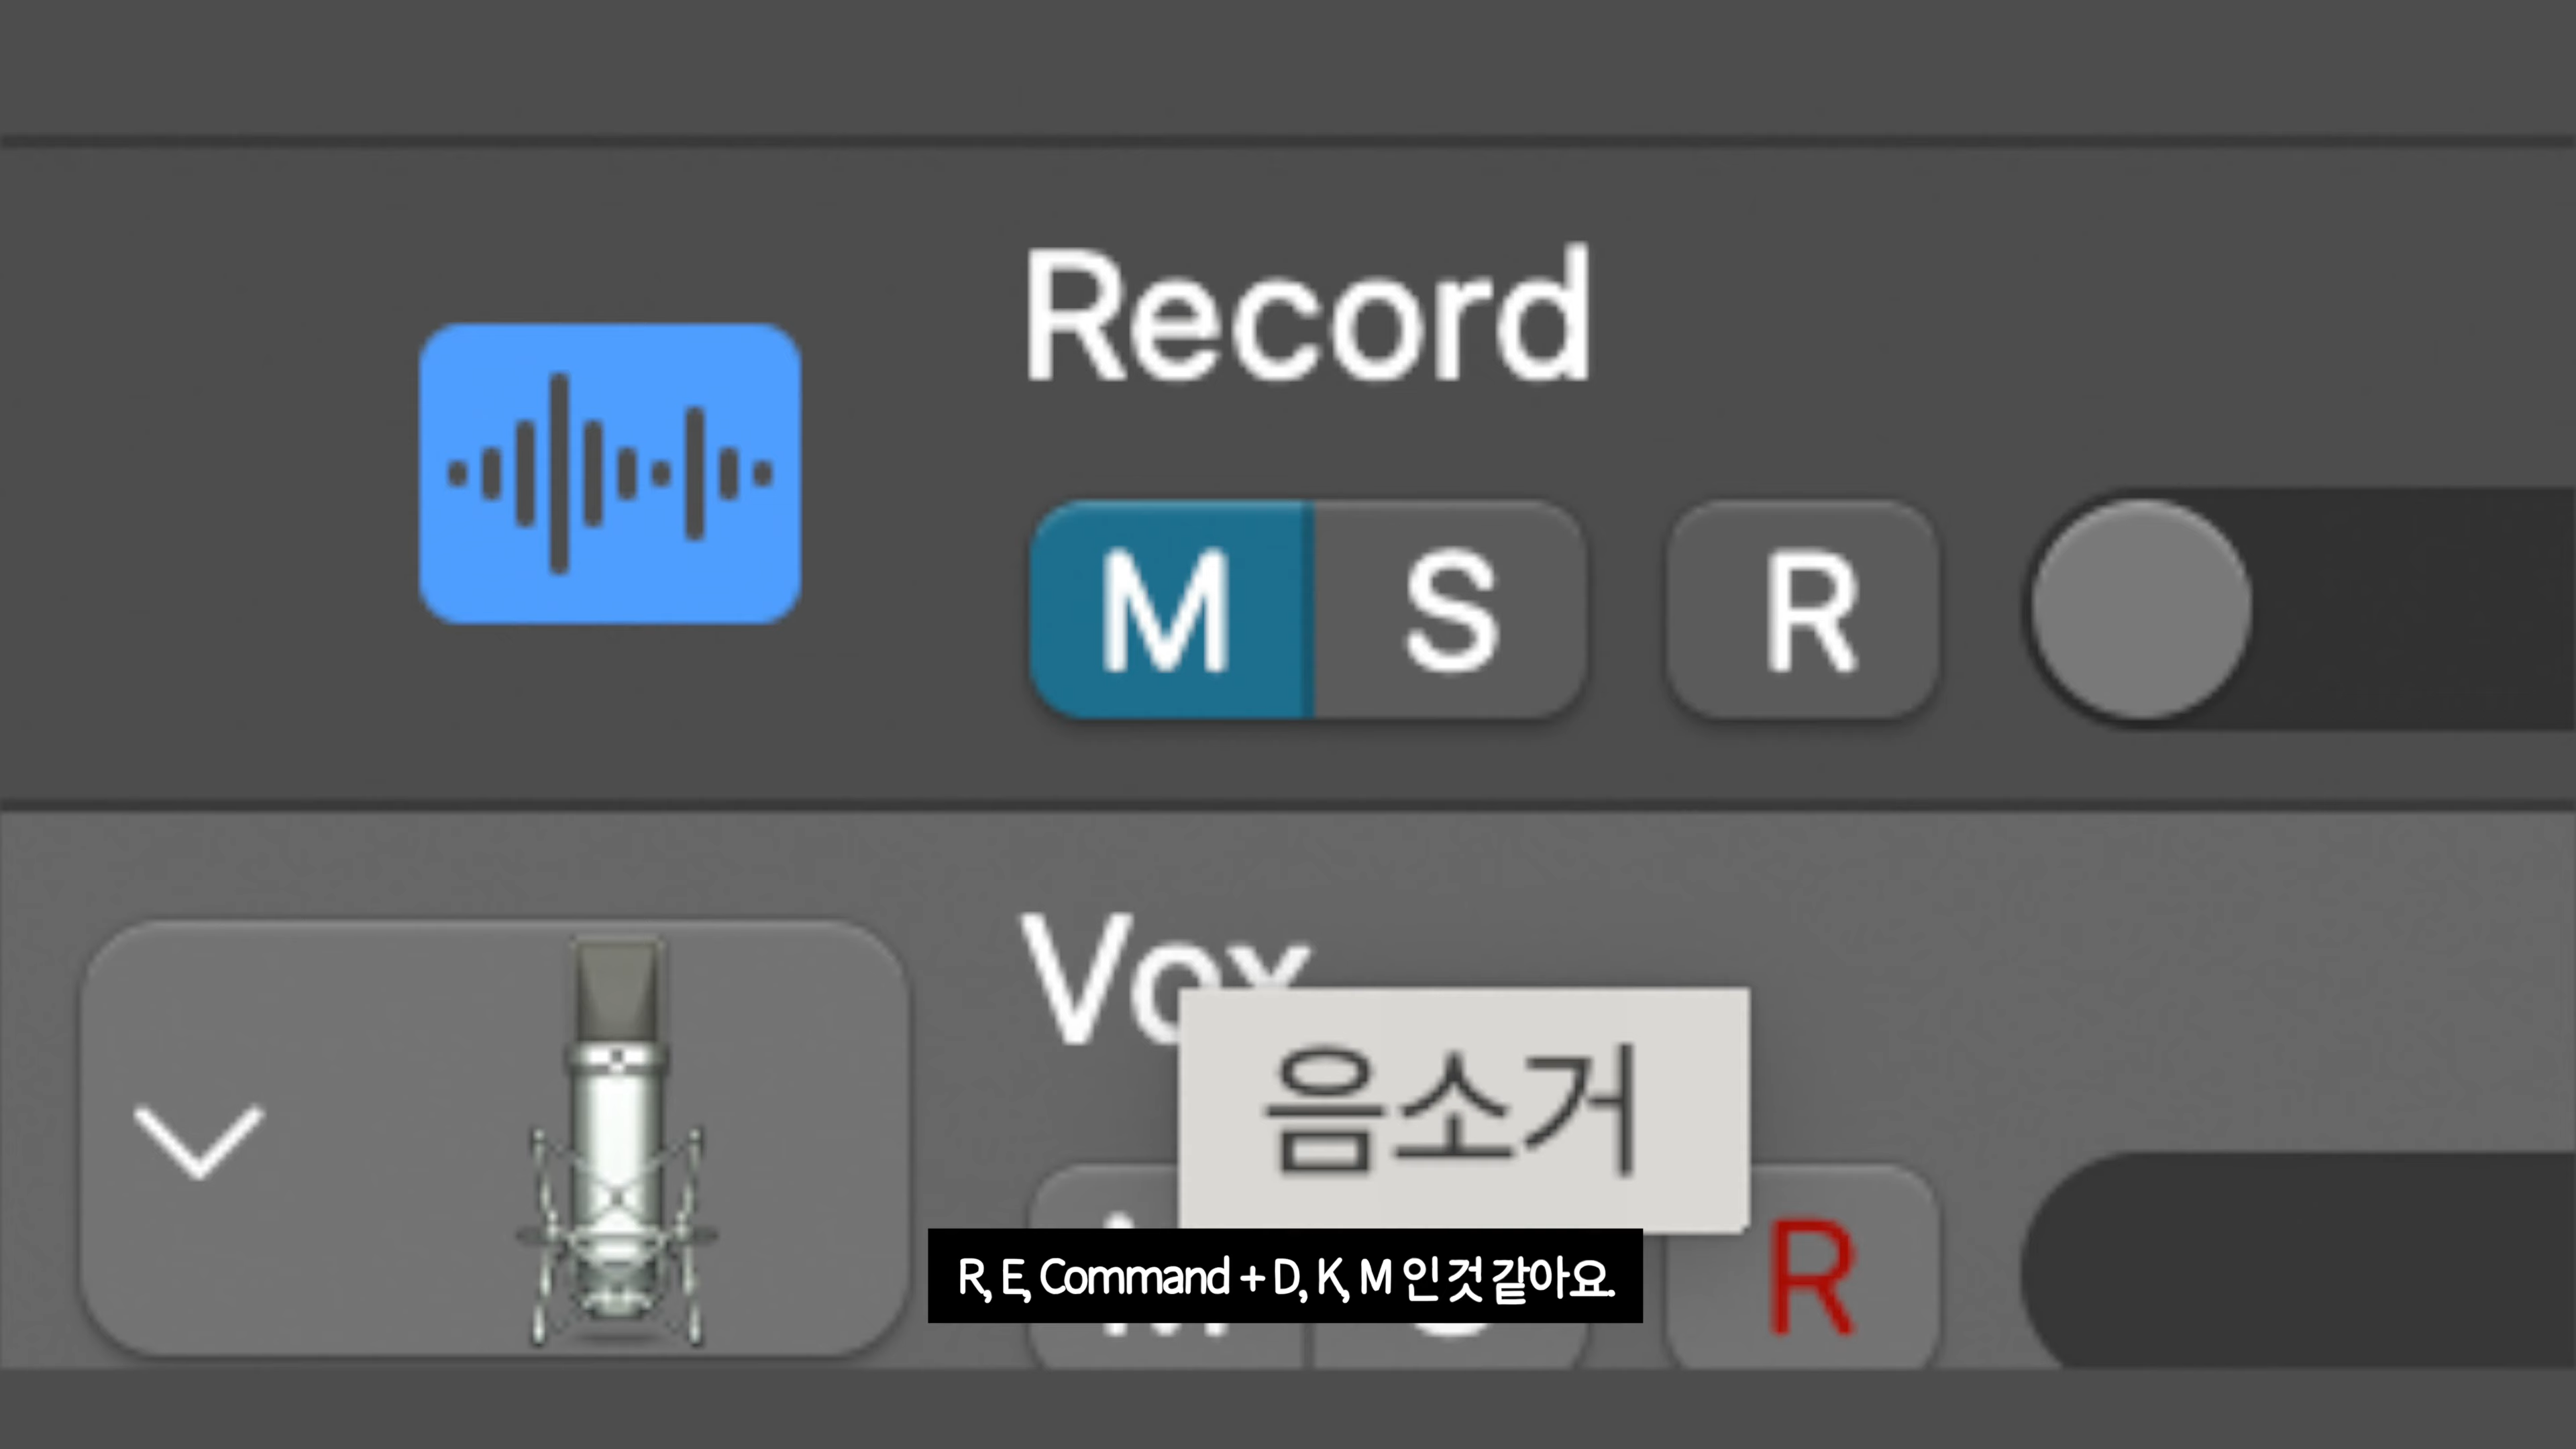 Record
M S R
Vox
음소거
R
R, E, Command + D, K, M 인것 같아요.